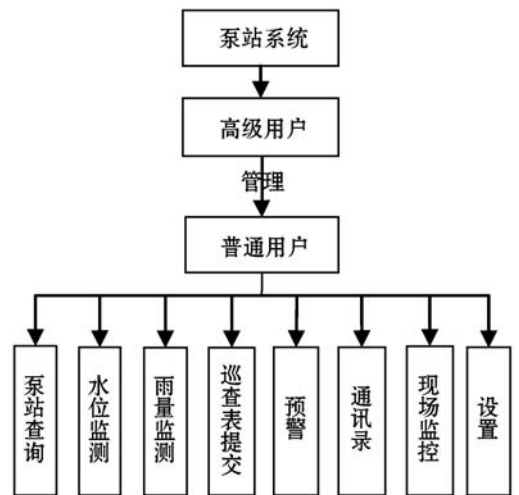 泵站系统
高级用户
管理
普通用户
泵站查询
水位监测
雨量监测
巡查表提交
预警
通讯录
现场监控
设置